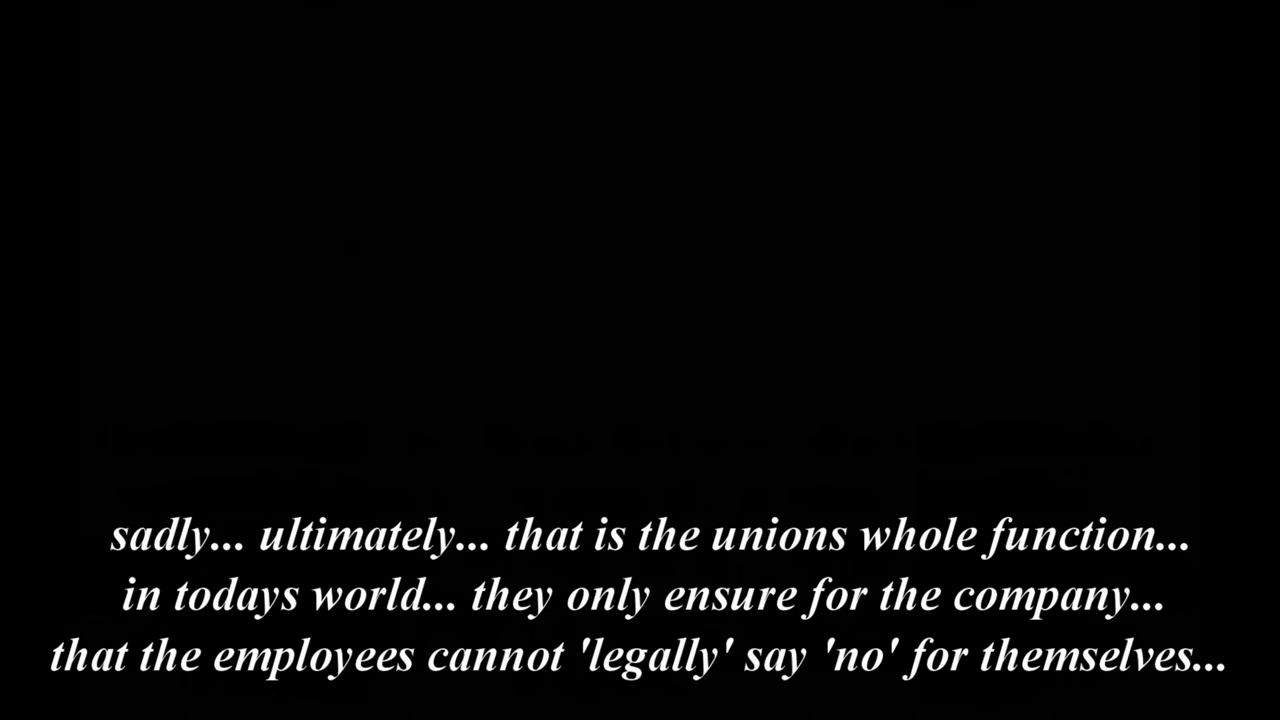 sadly... ultimately... that is the unions whole function...
in todays world... they only ensure for the company...
that the employees cannot 'legally' say 'no' for themselves...